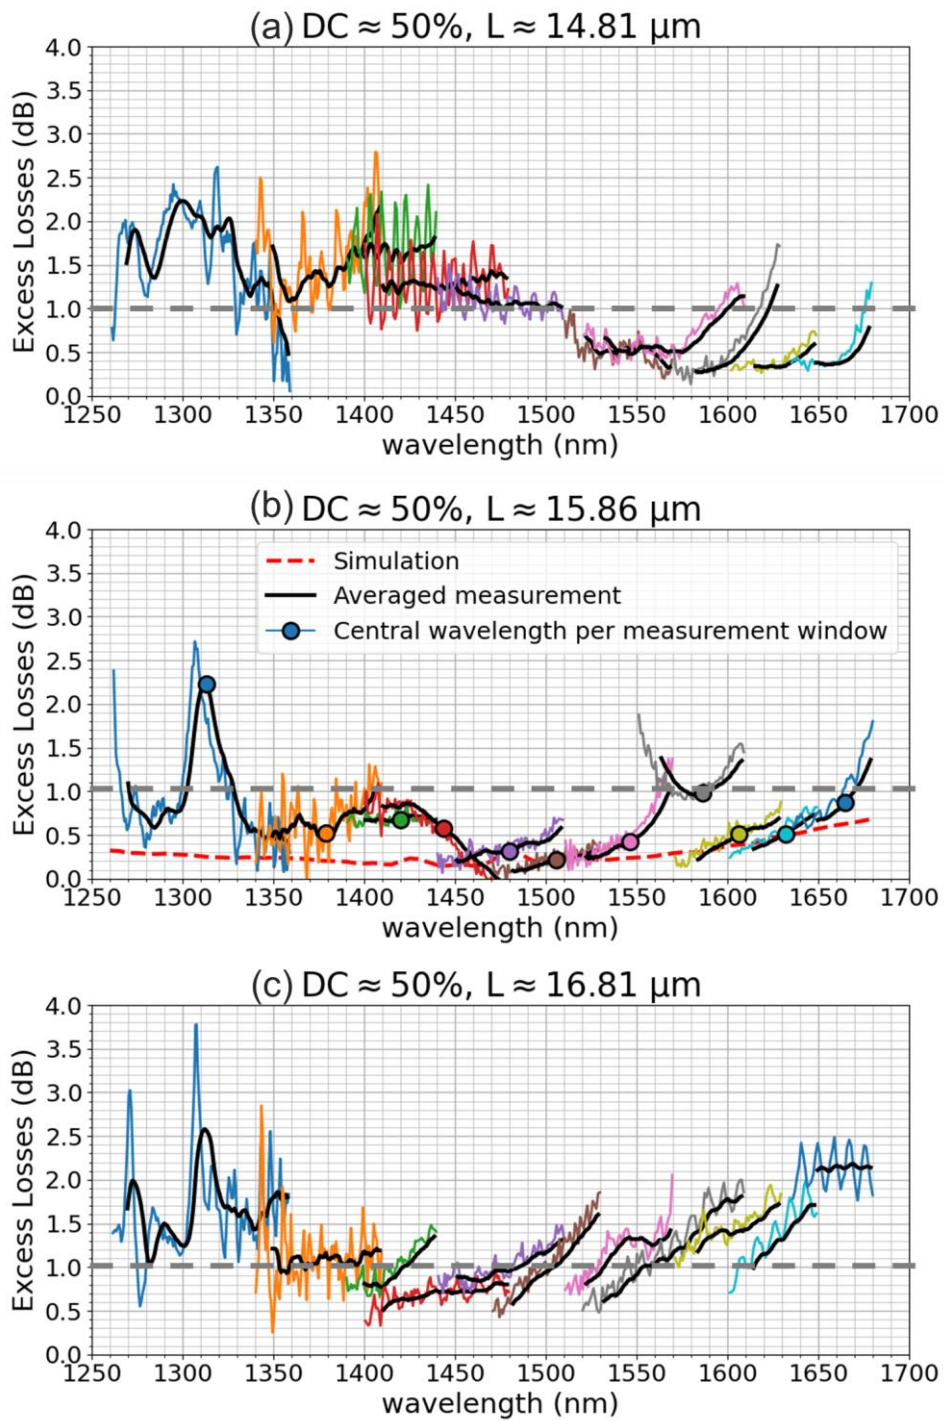 (a) DC ≈ 50%, L ≈ 14.81 μm
Excess Losses (dB)
4.0
3.5
3.0
2.5
2.0
1.5
1.0
0.5
0.0
1250 1300 1350 1400 1450 1500 1550 1600 1650 1700
wavelength (nm)
(b) DC ≈ 50%, L ≈ 15.86 μm
Excess Losses (dB)
4.0
3.5
3.0
2.5
2.0
1.5
1.0
0.5
0.0
Simulation
Averaged measurement
Central wavelength per measurement window
1250 1300 1350 1400 1450 1500 1550 1600 1650 1700
wavelength (nm)
(c) DC ≈ 50%, L ≈ 16.81 μm
Excess Losses (dB)
4.0
3.5
3.0
2.5
2.0
1.5
1.0
0.5
0.0
1250 1300 1350 1400 1450 1500 1550 1600 1650 1700
wavelength (nm)